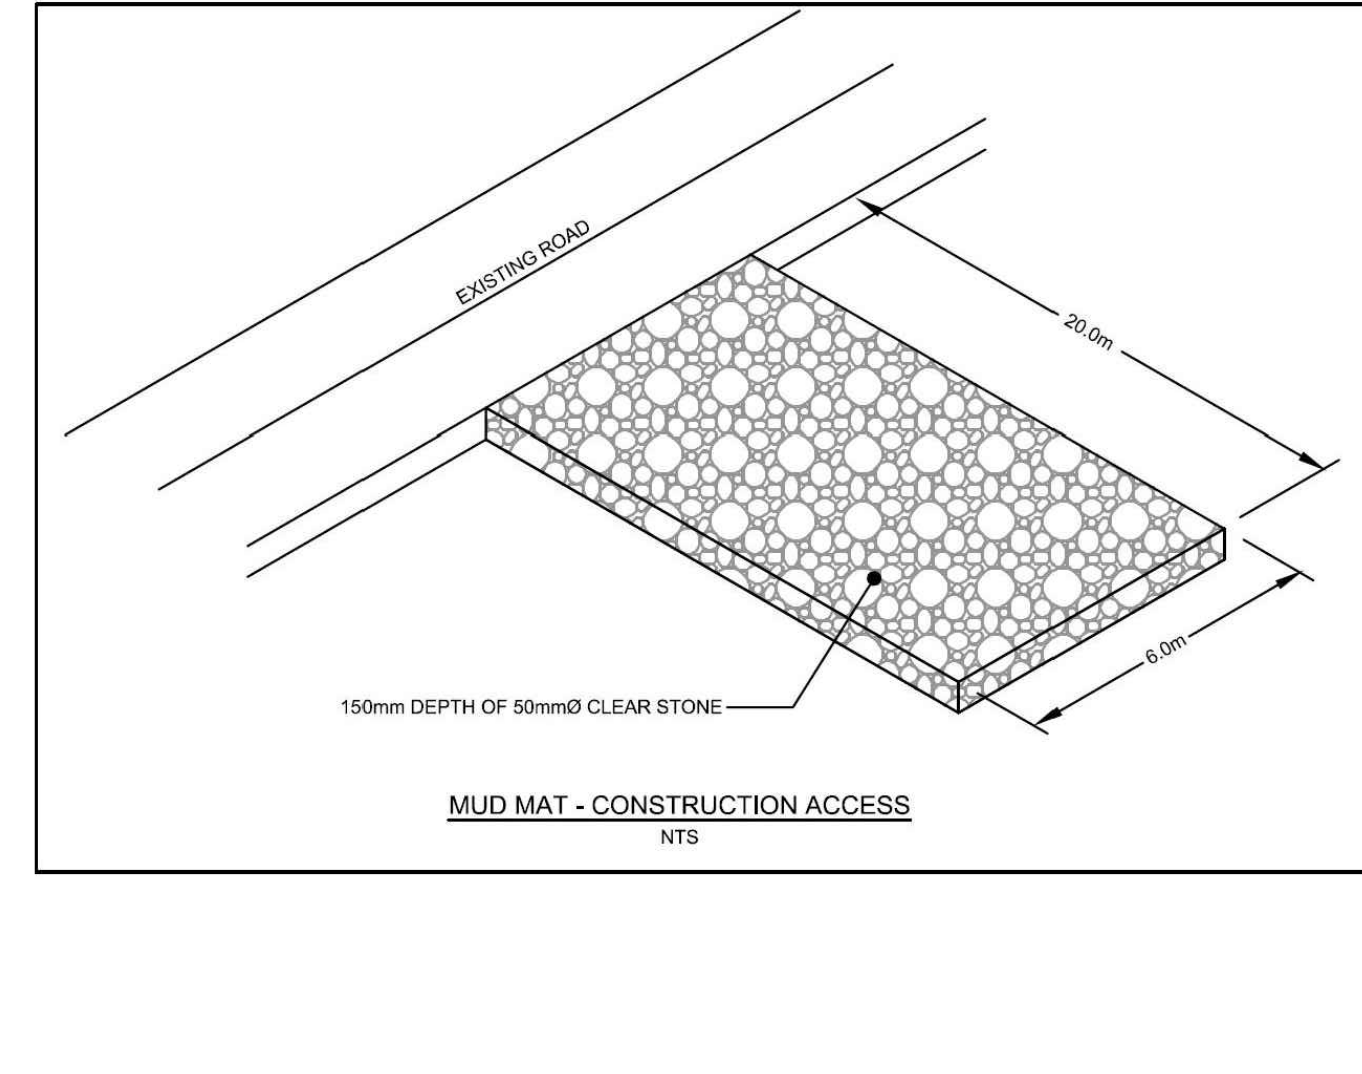 EXISTING ROAD
20.0m
6.0m
150mm DEPTH OF 50mmØ CLEAR STONE
MUD MAT - CONSTRUCTION ACCESS
NTS